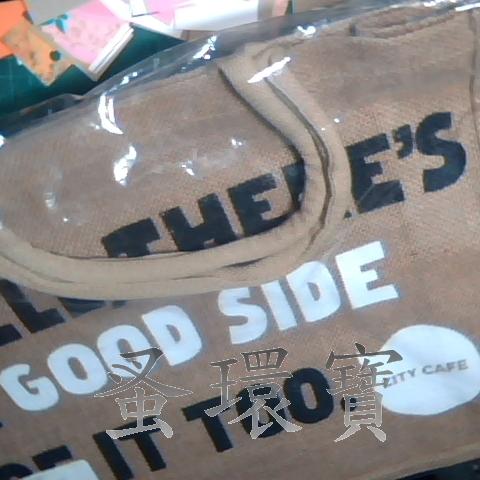 THERE'S
GOOD SIDE
IT TOO.
CITY CAFE
蚤環寶